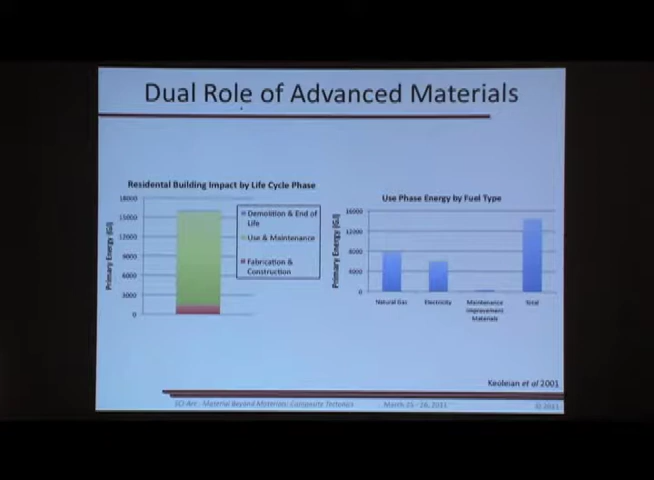 Dual Role of Advanced Materials
Residental Building Impact by Life Cycle Phase
Primary Energy (GJ)
18000
15000
12000
9000
6000
3000
0
Demolition & End of
Life
Use & Maintenance
Fabrication &
Construction
Use Phase Energy by Fuel Type
Primary Energy (GJ)
16000
12000
8000
4000
0
Natural Gas
Electricity
Maintenance
Improvement
Materials
Total
Keoleian et al 2001
SCI-Arc: Material Beyond Materials: Composite Tectonics
March 25 - 26, 2011
© 2011